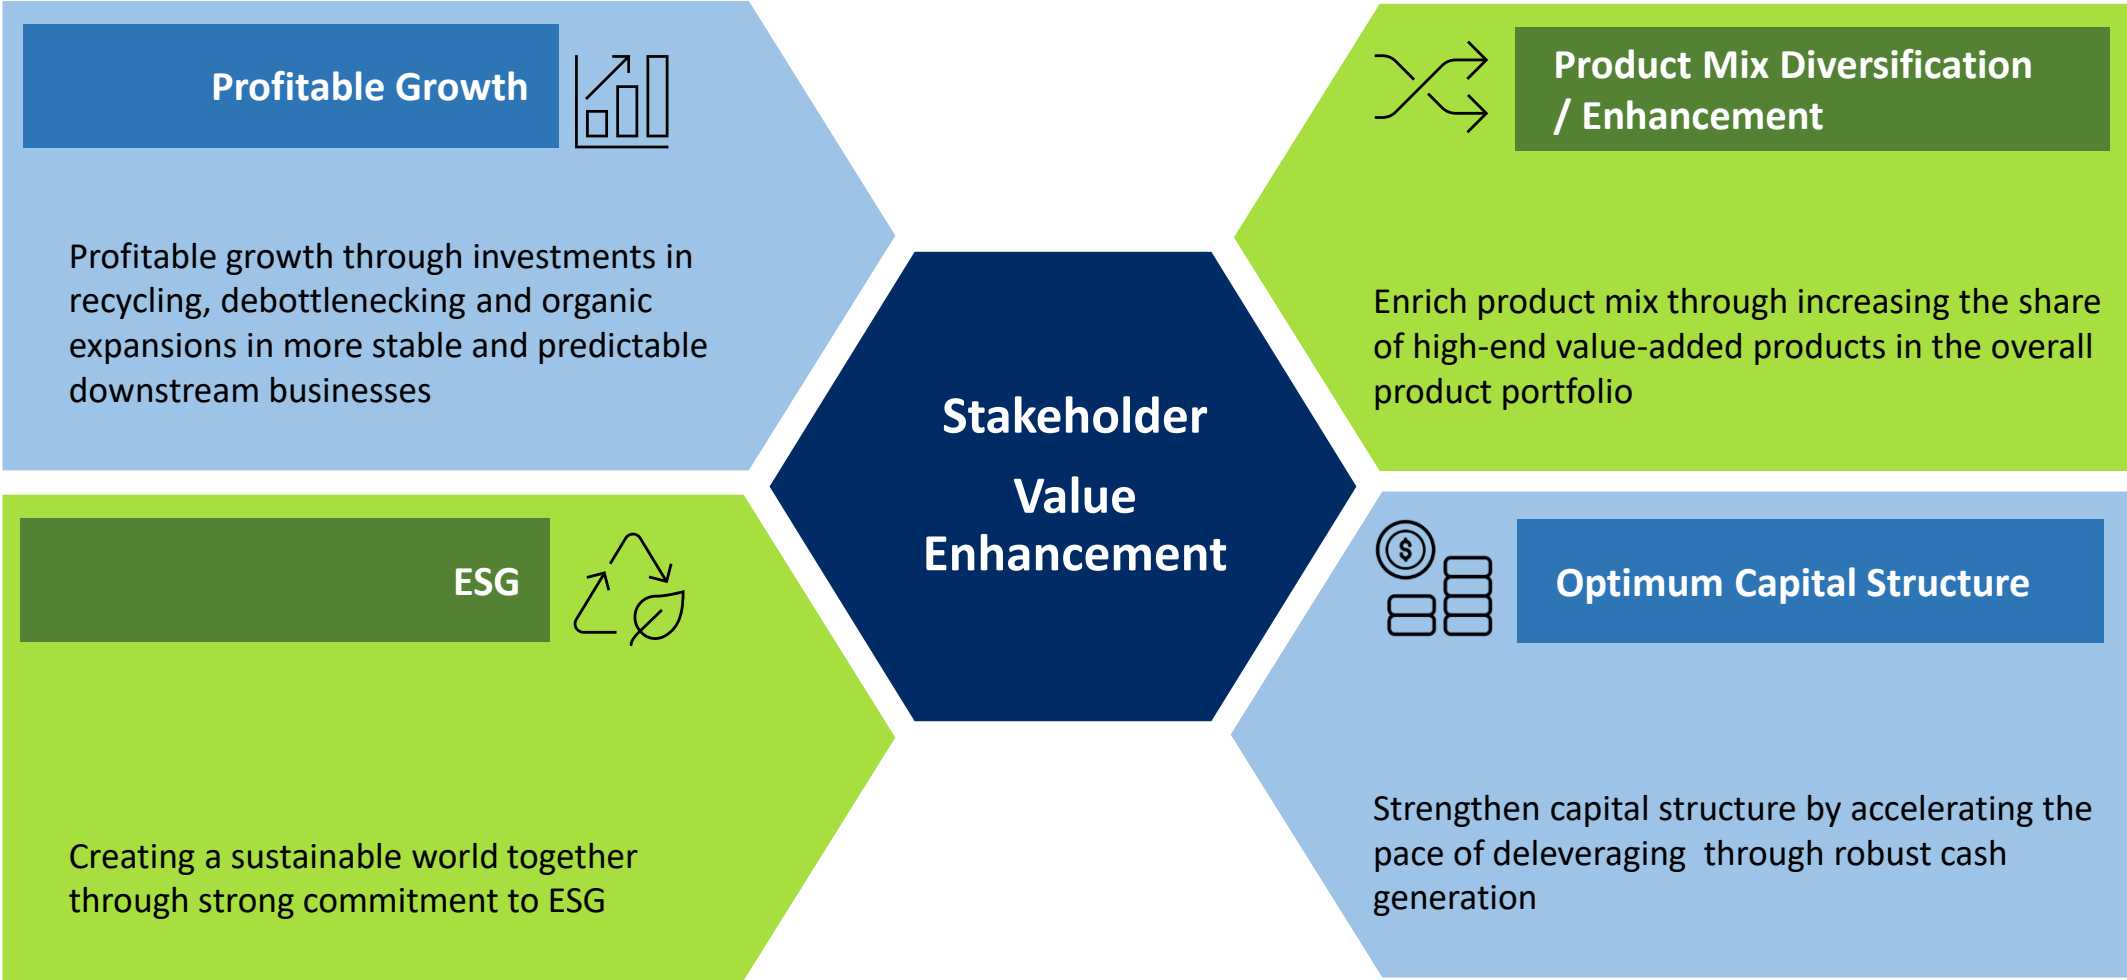 Profitable Growth
Profitable growth through investments in
recycling, debottlenecking and organic
expansions in more stable and predictable
downstream businesses
Product Mix Diversification
/ Enhancement
Enrich product mix through increasing the share
of high-end value-added products in the overall
product portfolio
Stakeholder
Value
Enhancement
ESG
Creating a sustainable world together
through strong commitment to ESG
$
Optimum Capital Structure
Strengthen capital structure by accelerating the
pace of deleveraging  through robust cash
generation